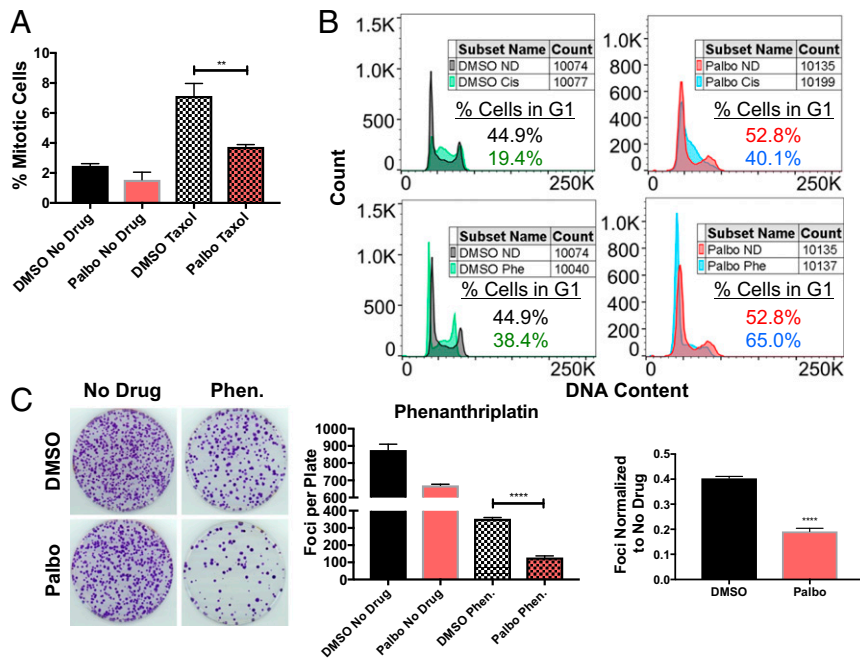 A
% Mitotic Cells
10
8
6
4
2
0
**
DMSO No Drug
Palbo No Drug
DMSO Taxol
Palbo Taxol
B
Count
1.5K
1.0K
500
0
Subset Name Count
DMSO ND 10074
DMSO Cis 10077
% Cells in G1
44.9%
19.4%
0 250K
1.0K
800
600
400
200
0
Subset Name Count
Palbo ND 10135
Palbo Cis 10199
% Cells in G1
52.8%
40.1%
0 250K
1.5K
1.0K
500
0
Subset Name Count
DMSO ND 10074
DMSO Phe 10040
% Cells in G1
44.9%
38.4%
0 250K
1.0K
800
600
400
200
0
Subset Name Count
Palbo ND 10135
Palbo Phe 10137
% Cells in G1
52.8%
65.0%
0 250K
DNA Content
C
No Drug Phen.
DMSO
Palbo
Phenanthriplatin
Foci per Plate
1000
900
800
700
600
400
300
200
100
0
****
DMSO No Drug
Palbo No Drug
DMSO Phen.
Palbo Phen.
Foci Normalized
to No Drug
0.5
0.4
0.3
0.2
0.1
0.0
****
DMSO Palbo